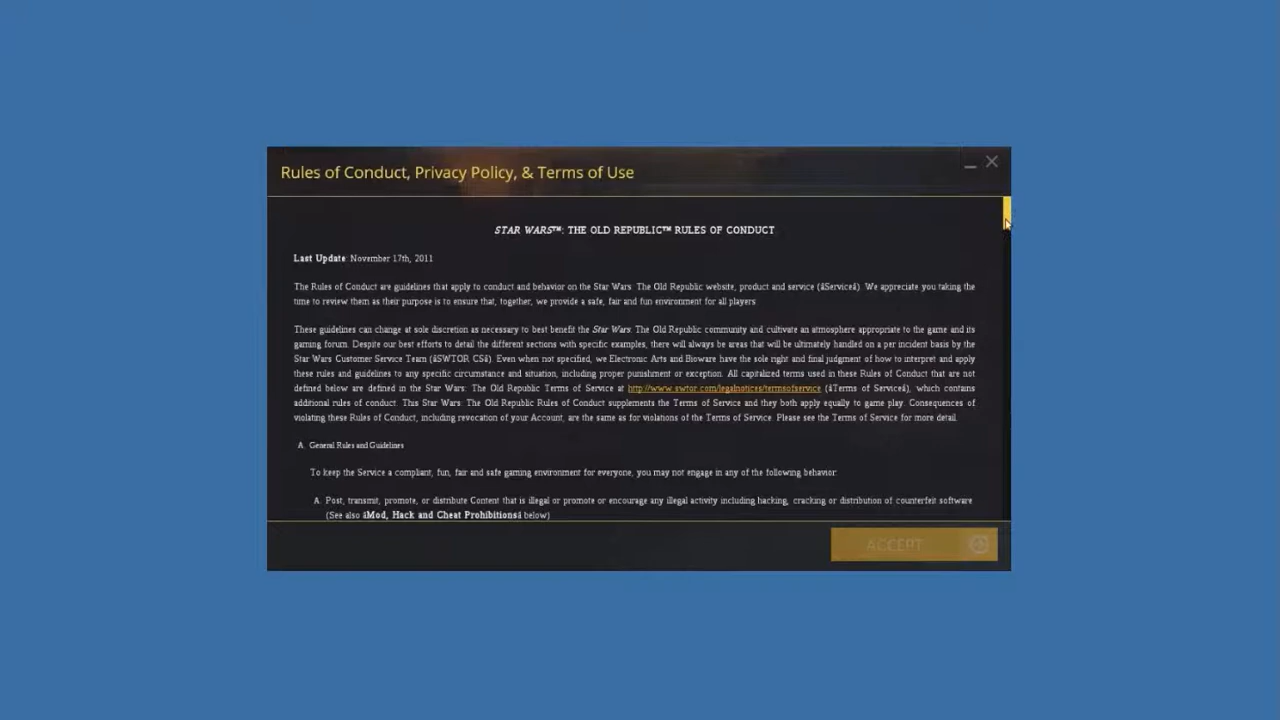 Rules of Conduct, Privacy Policy, & Terms of Use
STAR WARS™: THE OLD REPUBLIC™ RULES OF CONDUCT
Last Update: November 17th, 2011
The Rules of Conduct are guidelines that apply to conduct and behavior on the Star Wars: The Old Republic website, product and service (âServiceâ). We appreciate you taking the
time to review them as their purpose is to ensure that, together, we provide a safe, fair and fun environment for all players.
These guidelines can change at sole discretion as necessary to best benefit the Star Wars: The Old Republic community and cultivate an atmosphere appropriate to the game and its
gaming forum. Despite our best efforts to detail the different sections with specific examples, there will always be areas that will be ultimately handled on a per incident basis by the
Star Wars Customer Service Team (âSWTOR CSâ). Even when not specified, we Electronic Arts and Bioware have the sole right and final judgment of how to interpret and apply
these rules and guidelines to any specific circumstance and situation, including proper punishment or exception. All capitalized terms used in these Rules of Conduct that are not
defined below are defined in the Star Wars: The Old Republic Terms of Service at http://www.swtor.com/legalnotices/termsofservice (âTerms of Serviceâ), which contains
additional rules of conduct. This Star Wars: The Old Republic Rules of Conduct supplements the Terms of Service and they both apply equally to game play. Consequences of
violating these Rules of Conduct, including revocation of your Account, are the same as for violations of the Terms of Service. Please see the Terms of Service for more detail.
A. General Rules and Guidelines
To keep the Service a compliant, fun, fair and safe gaming environment for everyone, you may not engage in any of the following behavior:
A. Post, transmit, promote, or distribute Content that is illegal or promote or encourage any illegal activity including hacking, cracking or distribution of counterfeit software
(See also âMod, Hack and Cheat Prohibitionsâ below)
ACCEPT